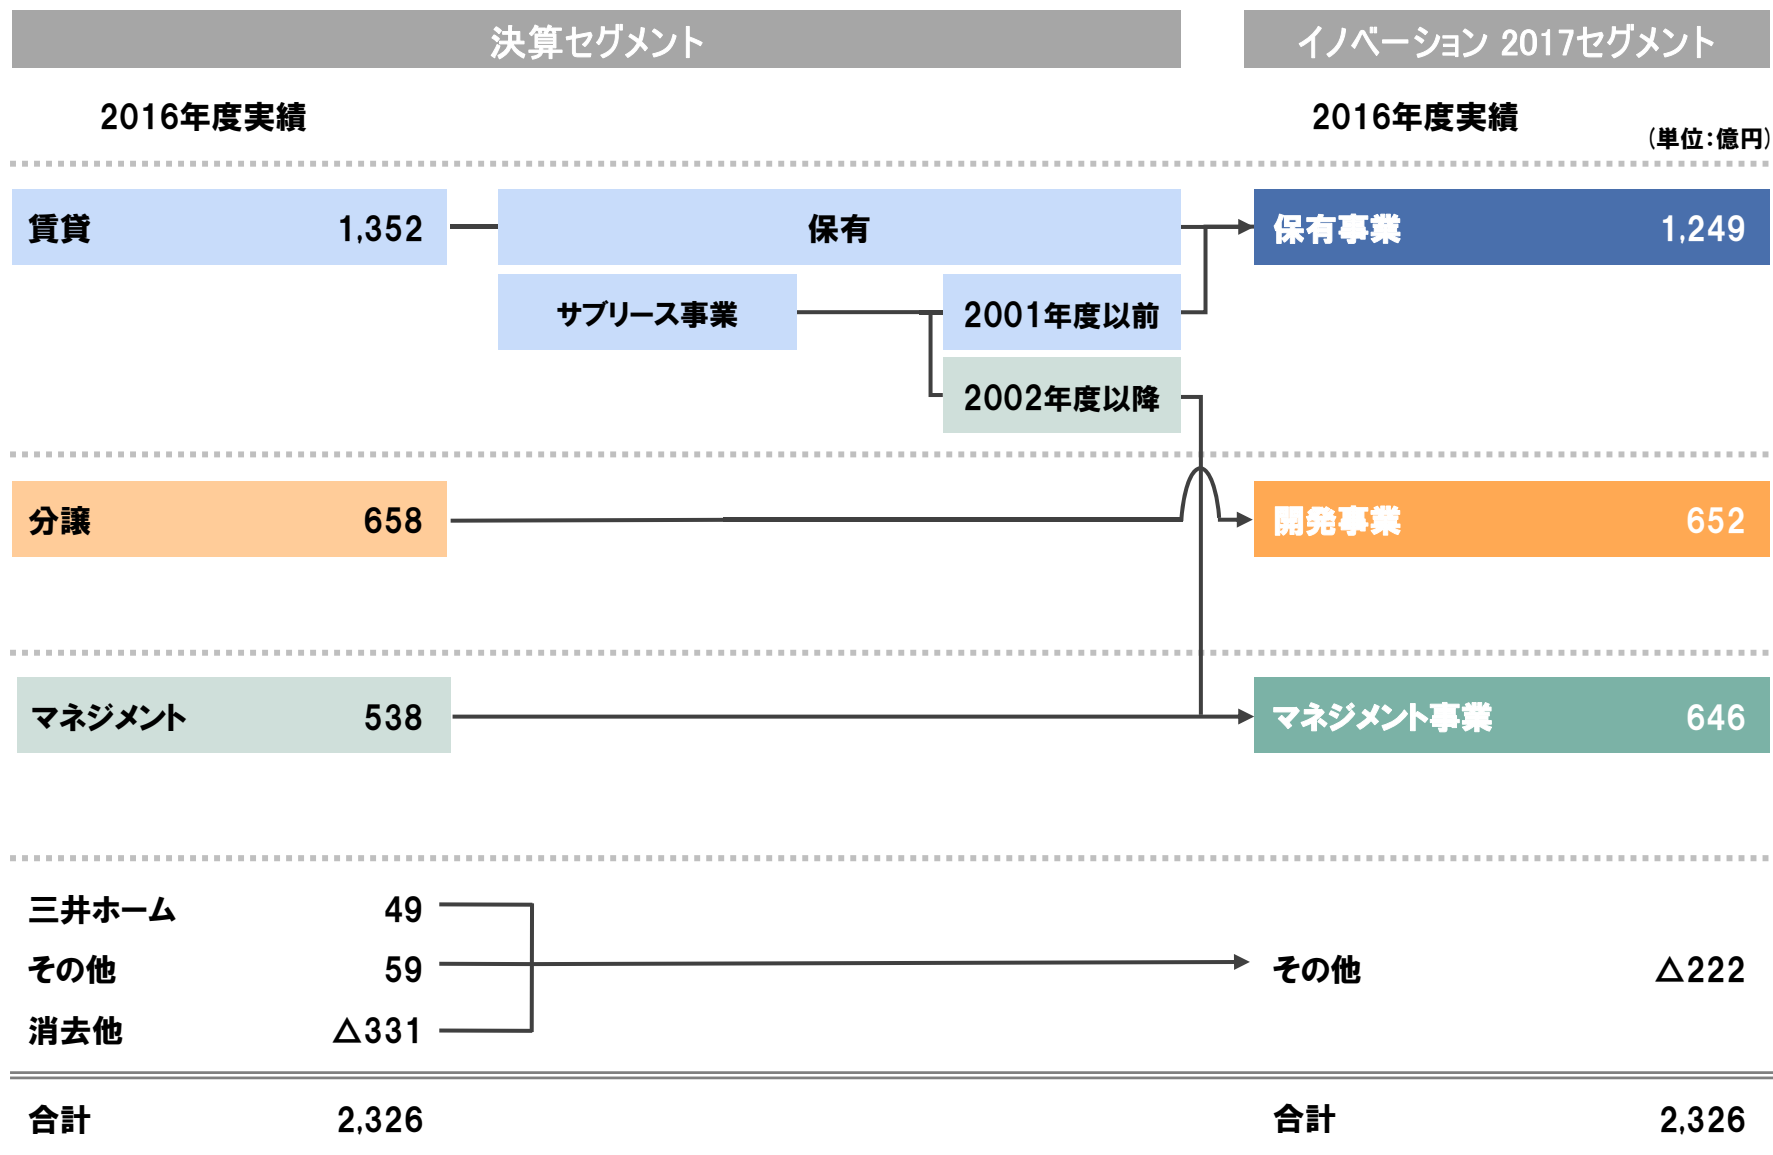 決算セグメント
イノベーション 2017セグメント
2016年度実績
2016年度実績
(単位:億円)
賃貸 1,352
保有
保有事業 1,249
サブリース事業
2001年度以前
2002年度以降
分譲 658
開発事業 652
マネジメント 538
マネジメント事業 646
三井ホーム 49
その他 59
その他 △222
消去他 △331
合計 2,326
合計 2,326